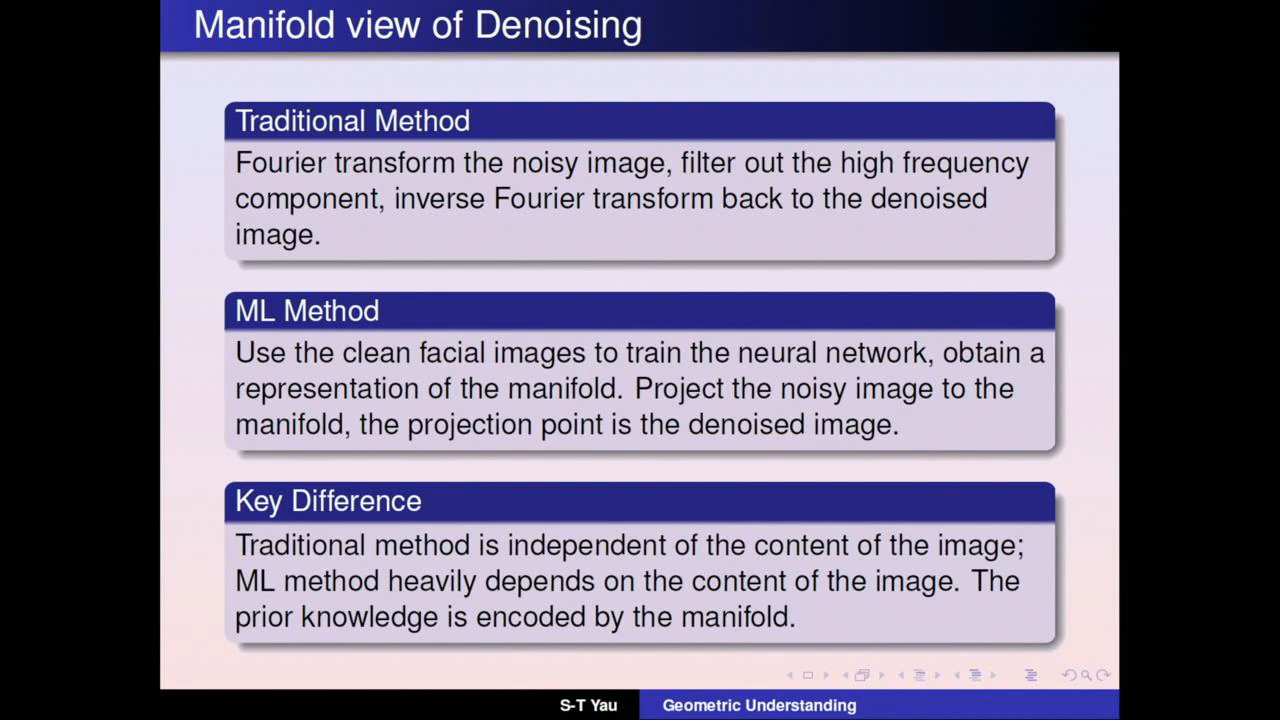 Manifold view of Denoising
Traditional Method
Fourier transform the noisy image, filter out the high frequency
component, inverse Fourier transform back to the denoised
image.
ML Method
Use the clean facial images to train the neural network, obtain a
representation of the manifold. Project the noisy image to the
manifold, the projection point is the denoised image.
Key Difference
Traditional method is independent of the content of the image;
ML method heavily depends on the content of the image. The
prior knowledge is encoded by the manifold.
S-T Yau
Geometric Understanding